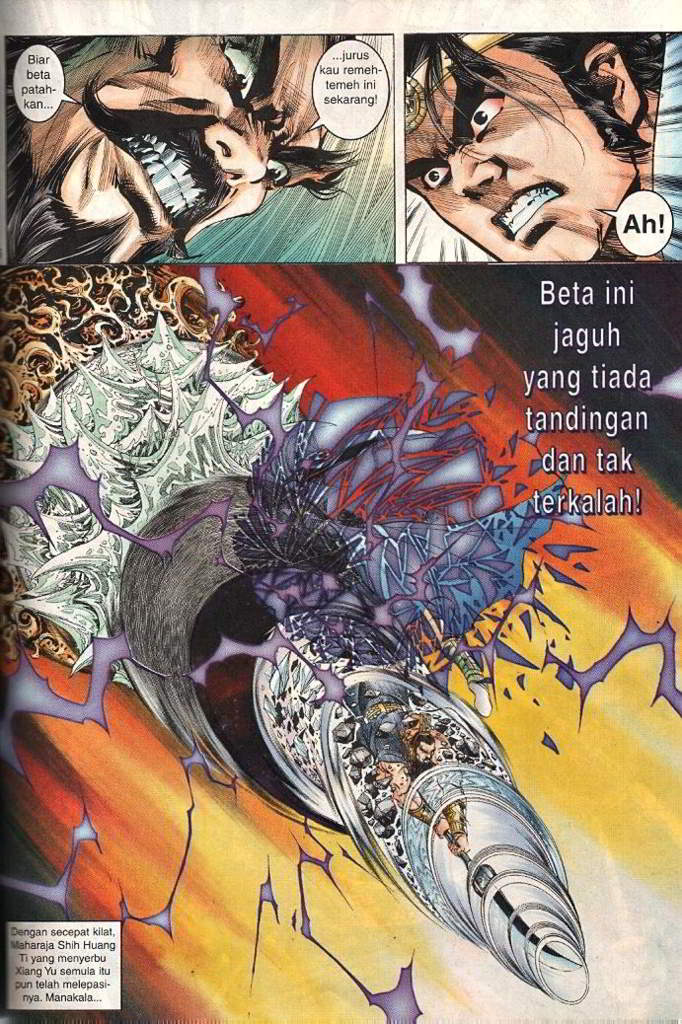 Biar
beta
patah-
kan...
...jurus
kau remeh-
temeh ini
sekarang!
Ah!
Beta ini
jaguh
yang tiada
tandingan
dan tak
terkalah!
Dengan secepat kilat,
Maharaja Shih Huang
Ti yang menyerbu
Xiang Yu semula itu
pun telah melepasi-
nya. Manakala...